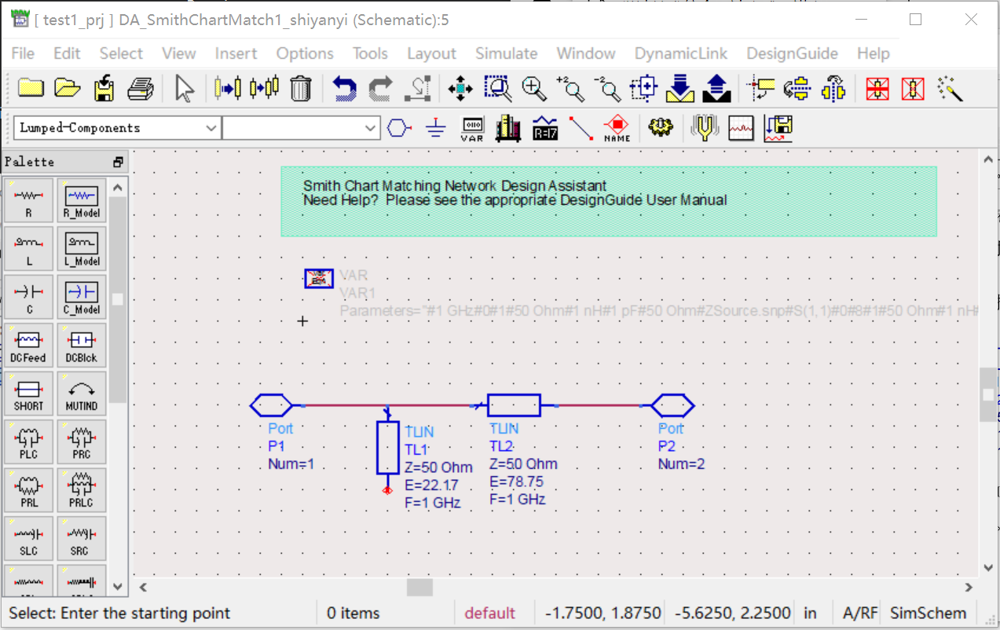 [ test1_prj ] DA_SmithChartMatch1_shiyanyi (Schematic):5
File Edit Select View Insert Options Tools Layout Simulate Window DynamicLink DesignGuide Help
+2 -2
Lumped-Components VAR NAME
Palette
Smith Chart Matching Network Design Assistant
Need Help? Please see the appropriate DesignGuide User Manual
R R_Model
L L_Model
C C_Model
DCFeed DCBlck
SHORT MUTIND
PLC PRC
PRL PRLC
SLC SRC
VAR
VAR1
Parameters="#1 GHz#0#1#50 Ohm#1 nH#1 pF#50 Ohm#ZSource.snp#S(1,1)#0#8#1#50 Ohm#1 nH#
Port
P1
Num=1
TLIN
TL1
Z=50 Ohm
E=22.17
F=1 GHz
TLIN
TL2
Z=50 Ohm
E=78.75
F=1 GHz
Port
P2
Num=2
Select: Enter the starting point 0 items default -1.7500, 1.8750 -5.6250, 2.2500 in A/RF SimSchem